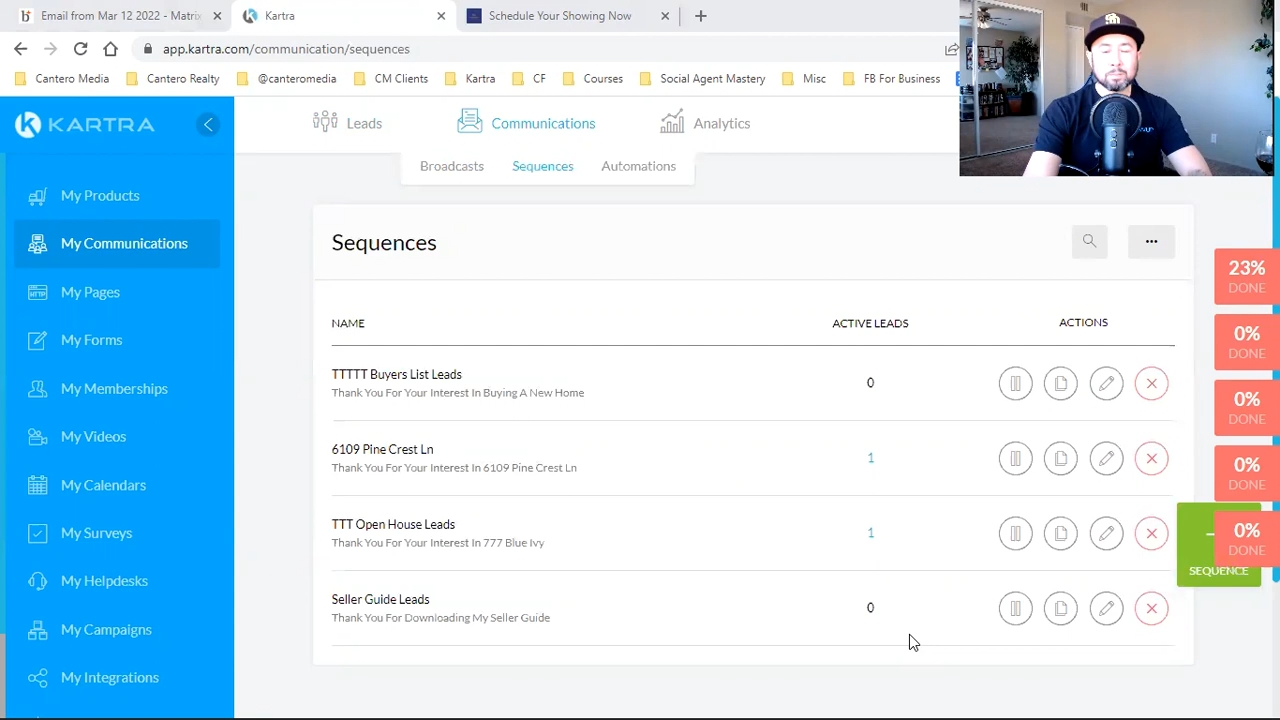 Email from Mar 12 2022 - Matrix
Kartra
Schedule Your Showing Now
app.kartra.com/communication/sequences
Cantero Media
Cantero Realty
@canteromedia
CM Clients
Kartra
CF
Courses
Social Agent Mastery
Misc
FB For Business
KARTRA
Leads
Communications
Analytics
Broadcasts
Sequences
Automations
My Products
My Communications
My Pages
My Forms
My Memberships
My Videos
My Calendars
My Surveys
My Helpdesks
My Campaigns
My Integrations
Sequences
NAME
ACTIVE LEADS
ACTIONS
TTTTT Buyers List Leads
Thank You For Your Interest In Buying A New Home
0
6109 Pine Crest Ln
Thank You For Your Interest In 6109 Pine Crest Ln
1
TTT Open House Leads
Thank You For Your Interest In 777 Blue Ivy
1
Seller Guide Leads
Thank You For Downloading My Seller Guide
0
23%
DONE
0%
DONE
0%
DONE
0%
DONE
0%
DONE
SEQUENCE